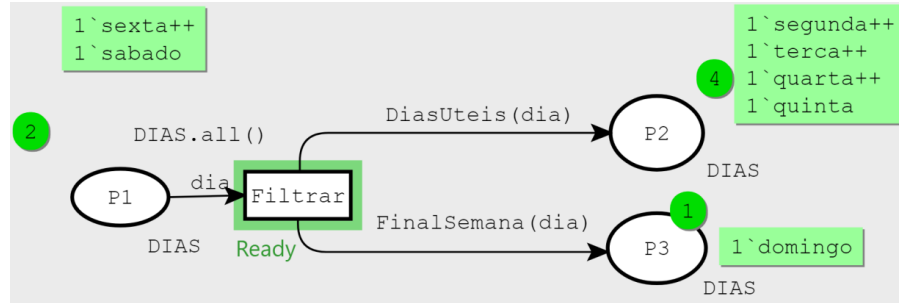 1`sexta++
1`sabado
2
DIAS.all()
P1
dia
DIAS
Filtrar
Ready
DiasUteis(dia)
FinalSemana(dia)
1`segunda++
1`terca++
1`quarta++
1`quinta
4
P2
DIAS
1
P3
1`domingo
DIAS